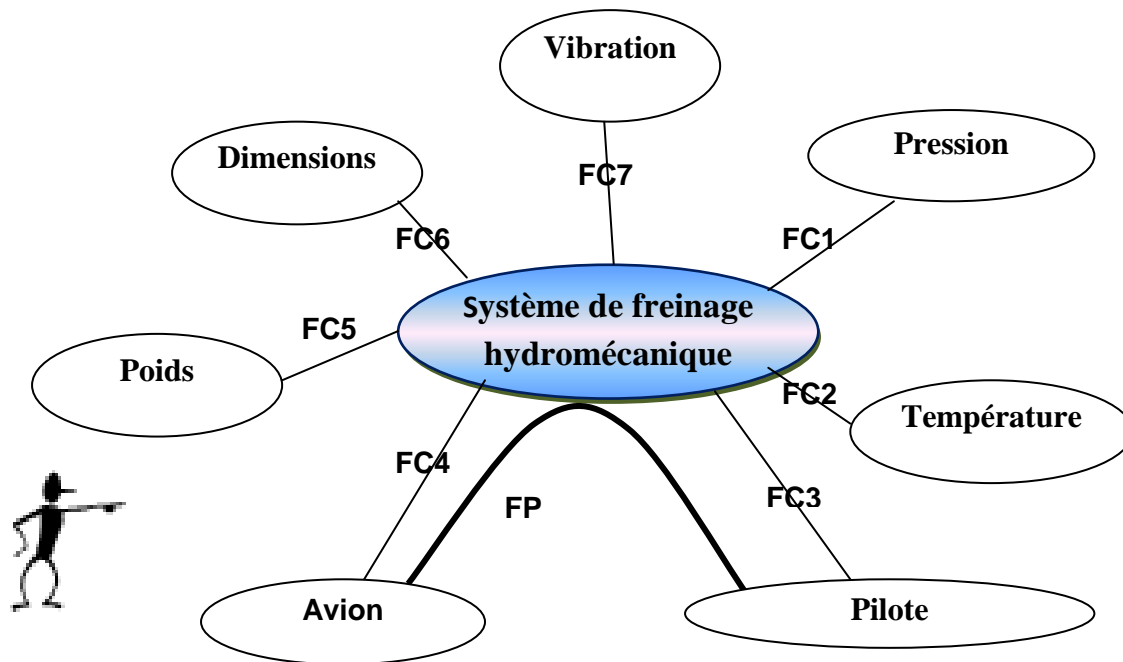 Vibration
Dimensions
Pression
FC7
FC6
FC1
Système de freinage
hydromécanique
FC5
Poids
FC2
Température
FC4
FC3
FP
Avion
Pilote